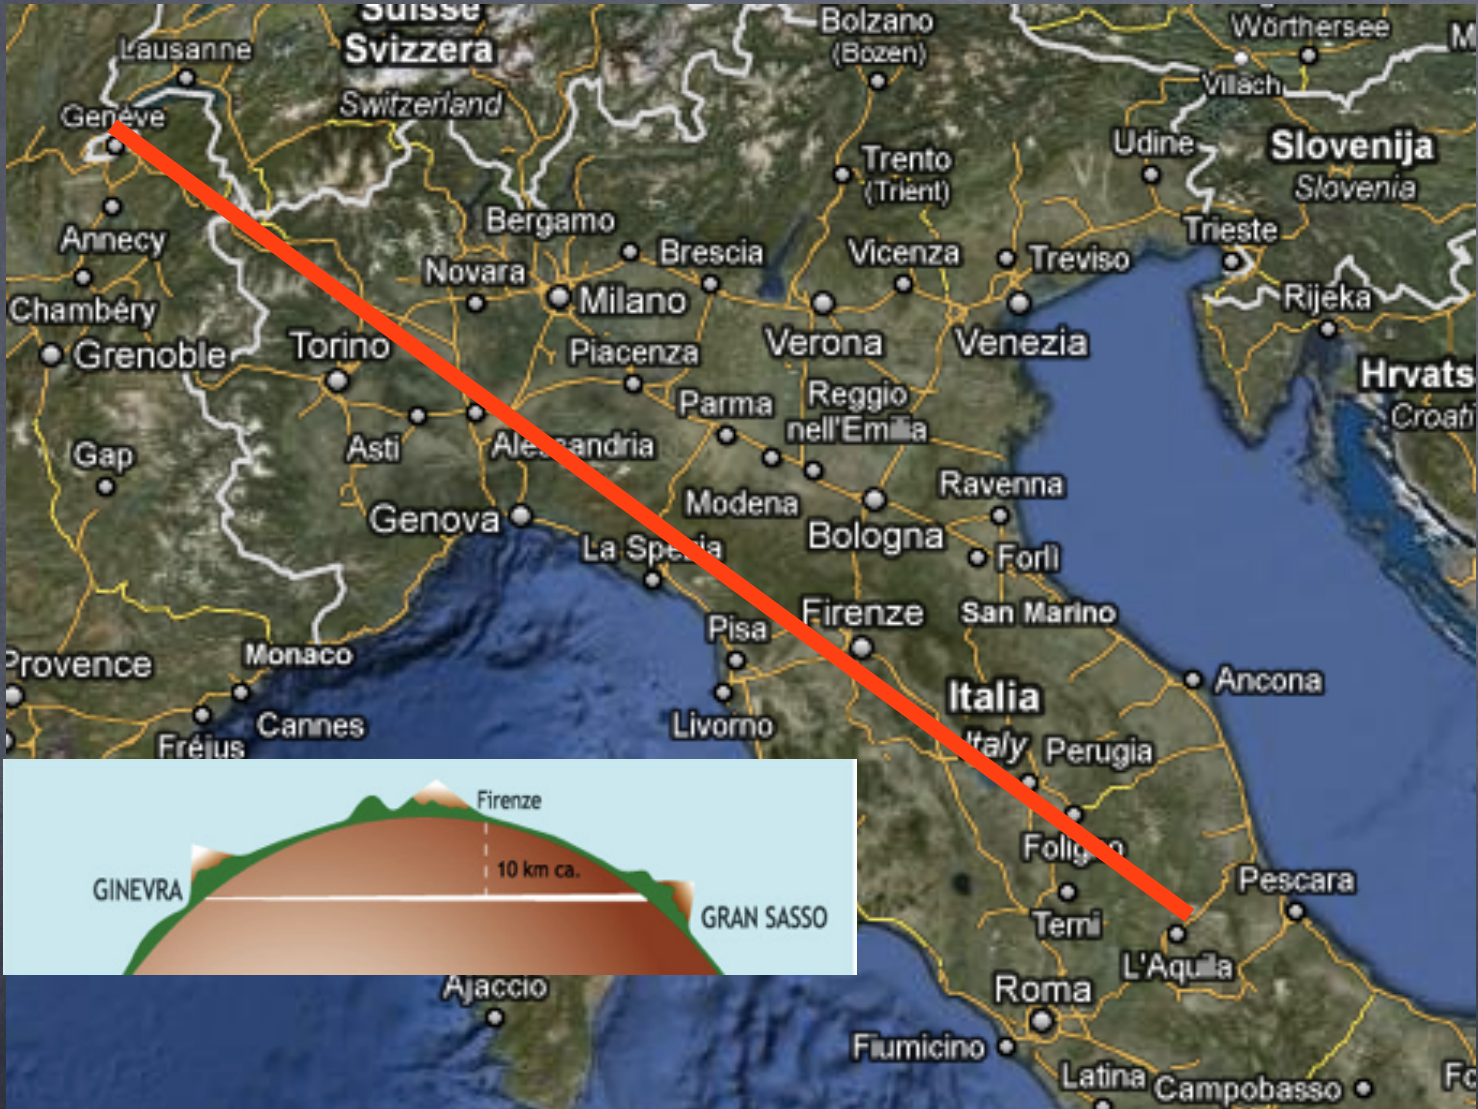 Suisse
Svizzera
Switzerland
Lausanne
Genève
Annecy
Chambéry
Grenoble
Gap
Provence
Monaco
Cannes
Fréjus
Bolzano
(Bozen)
Wörthersee
Villach
Udine
Slovenija
Slovenia
Trento
(Trient)
Trieste
Bergamo
Brescia
Vicenza
Treviso
Novara
Milano
Rijeka
Torino
Piacenza
Verona
Venezia
Hrvats
Croati
Parma
Reggio
nell'Emilia
Asti
Alessandria
Modena
Ravenna
Genova
Bologna
La Spezia
Forlì
Pisa
Firenze
San Marino
Livorno
Italia
Italy
Ancona
Perugia
Foligno
Pescara
Terni
L'Aquila
Roma
Fiumicino
Latina
Campobasso
Fo
Ajaccio
Firenze
10 km ca.
GINEVRA
GRAN SASSO